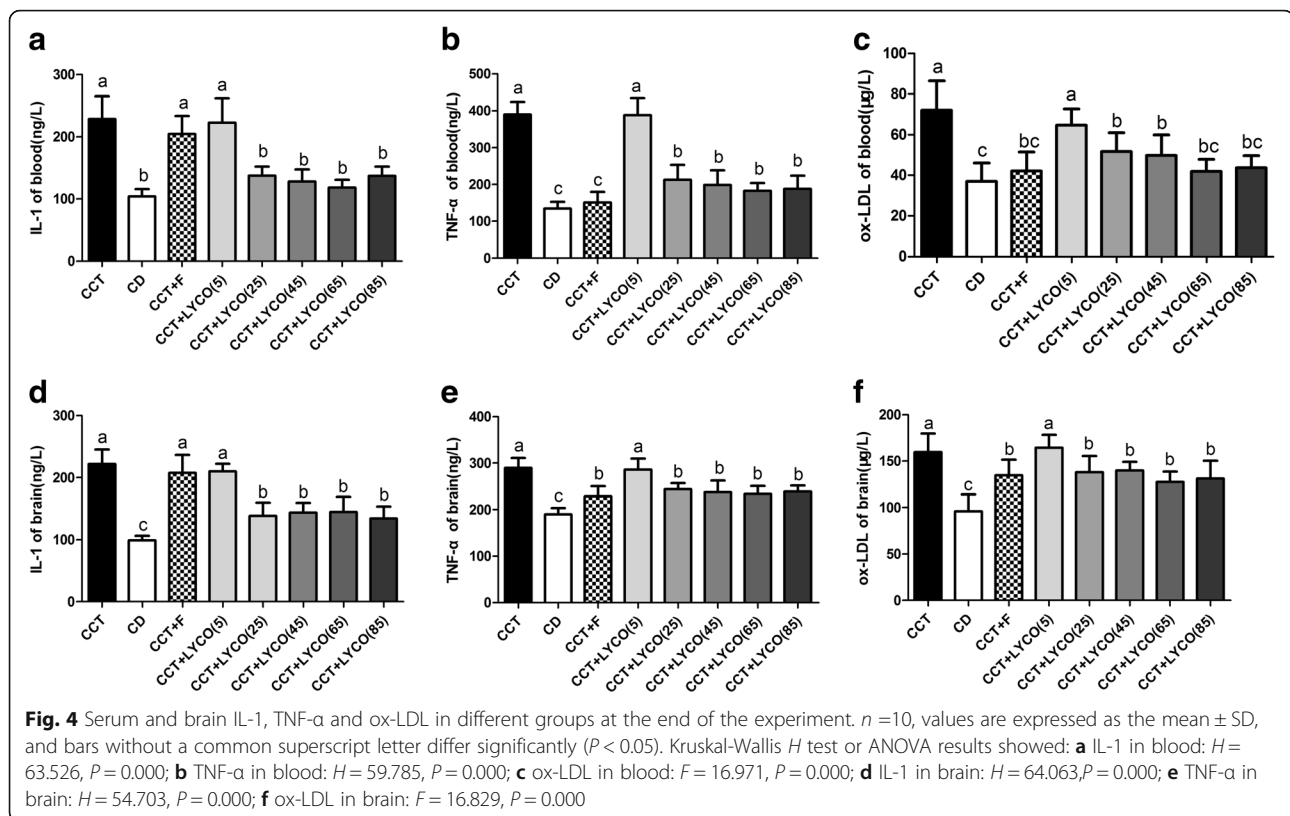 a
IL-1 of blood(ng/L)
300
200
100
0
a
b
a
a
b
b
b
b
CCT
CD
CCT+F
CCT+LYCO(5)
CCT+LYCO(25)
CCT+LYCO(45)
CCT+LYCO(65)
CCT+LYCO(85)
b
TNF-α of blood(ng/L)
500
400
300
200
100
0
a
c
c
a
b
b
b
b
CCT
CD
CCT+F
CCT+LYCO(5)
CCT+LYCO(25)
CCT+LYCO(45)
CCT+LYCO(65)
CCT+LYCO(85)
c
ox-LDL of blood(μg/L)
100
80
60
40
20
0
a
c
bc
a
b
b
bc
bc
CCT
CD
CCT+F
CCT+LYCO(5)
CCT+LYCO(25)
CCT+LYCO(45)
CCT+LYCO(65)
CCT+LYCO(85)
d
IL-1 of brain(ng/L)
300
200
100
0
a
c
a
a
b
b
b
b
CCT
CD
CCT+F
CCT+LYCO(5)
CCT+LYCO(25)
CCT+LYCO(45)
CCT+LYCO(65)
CCT+LYCO(85)
e
TNF-α of brain(ng/L)
400
300
200
100
0
a
c
b
a
b
b
b
b
CCT
CD
CCT+F
CCT+LYCO(5)
CCT+LYCO(25)
CCT+LYCO(45)
CCT+LYCO(65)
CCT+LYCO(85)
f
ox-LDL of brain(μg/L)
200
150
100
50
0
a
c
b
a
b
b
b
b
CCT
CD
CCT+F
CCT+LYCO(5)
CCT+LYCO(25)
CCT+LYCO(45)
CCT+LYCO(65)
CCT+LYCO(85)
Fig. 4 Serum and brain IL-1, TNF-α and ox-LDL in different groups at the end of the experiment. n =10, values are expressed as the mean ± SD,
and bars without a common superscript letter differ significantly (P < 0.05). Kruskal-Wallis H test or ANOVA results showed: a IL-1 in blood: H =
63.526, P = 0.000; b TNF-α in blood: H = 59.785, P = 0.000; c ox-LDL in blood: F = 16.971, P = 0.000; d IL-1 in brain: H = 64.063,P = 0.000; e TNF-α in
brain: H = 54.703, P = 0.000; f ox-LDL in brain: F = 16.829, P = 0.000